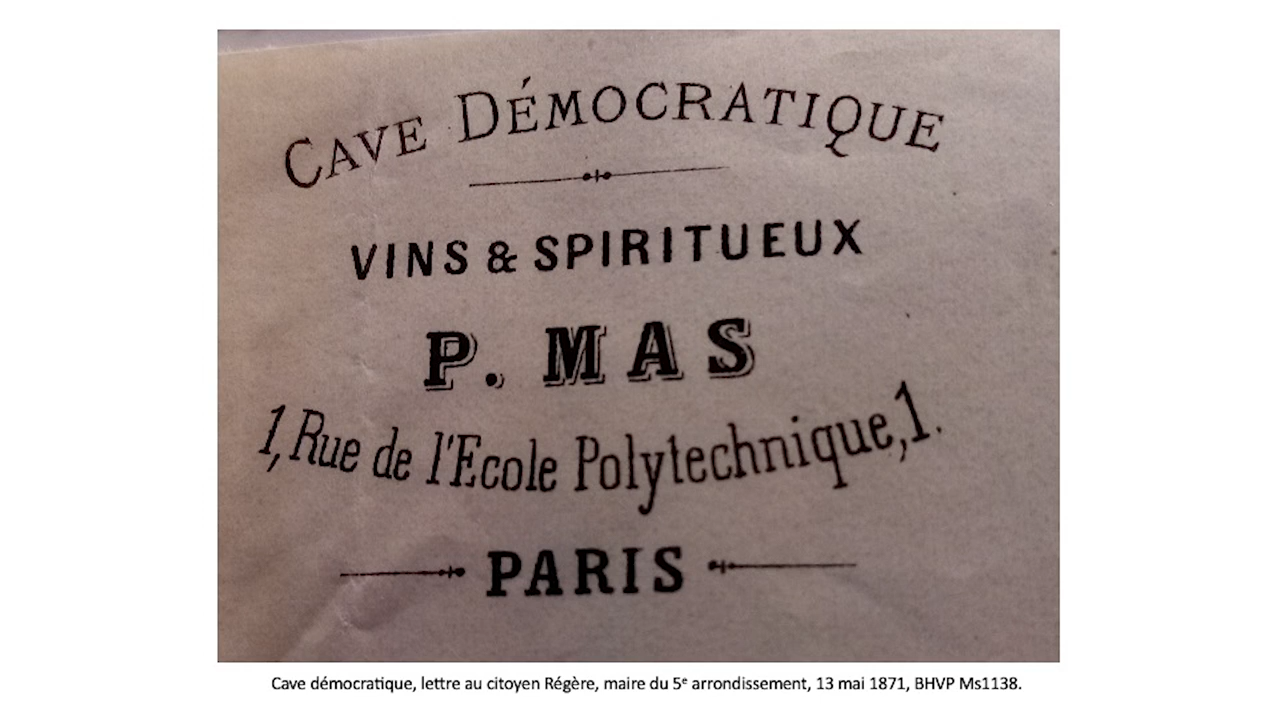 CAVE DÉMOCRATIQUE
VINS & SPIRITUEUX
P. MAS
1, Rue de l'Ecole Polytechnique, 1.
PARIS
Cave démocratique, lettre au citoyen Régère, maire du 5e arrondissement, 13 mai 1871, BHVP Ms1138.